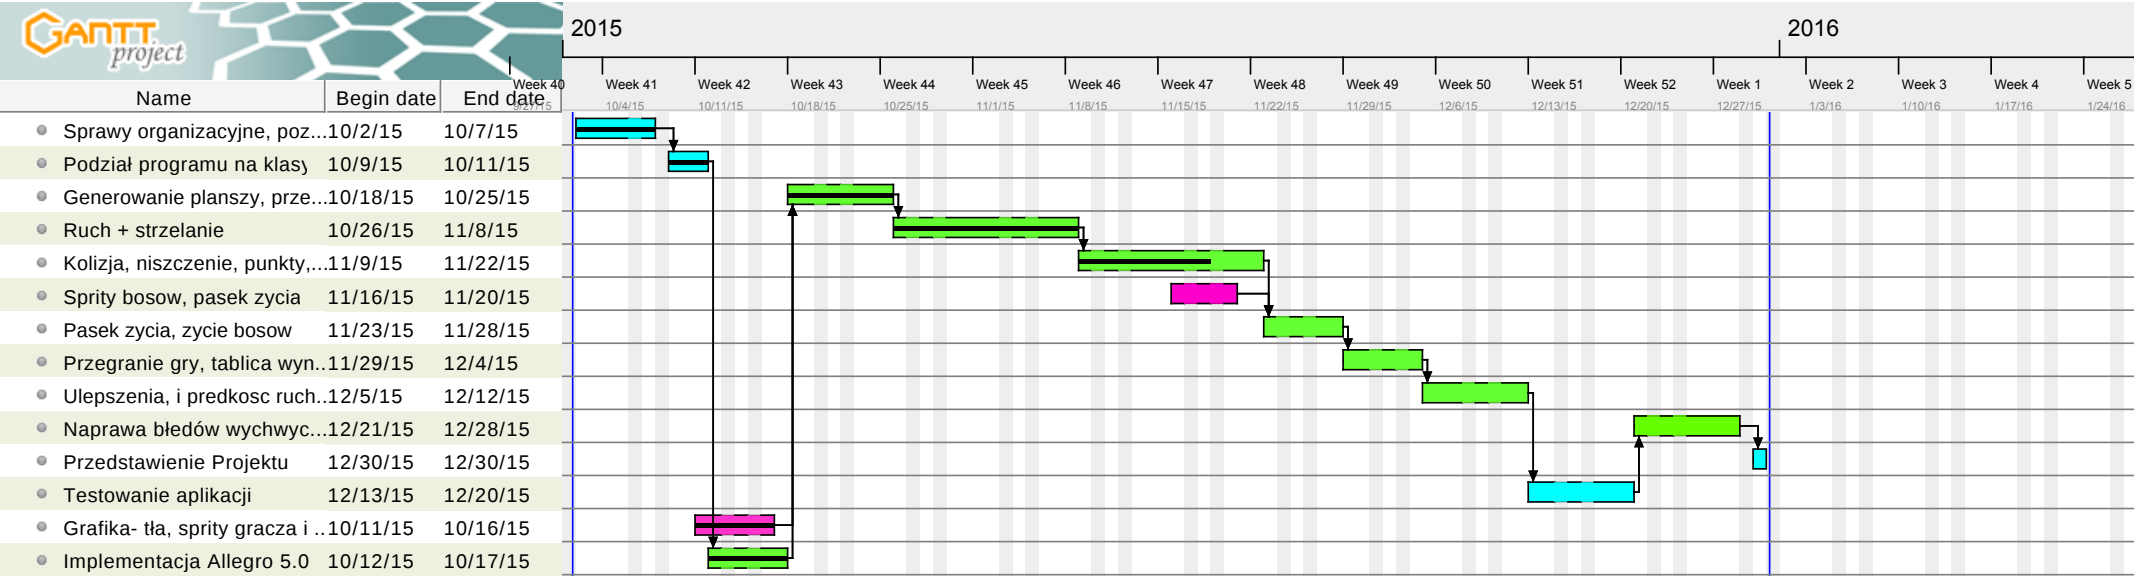 GANTT
project
2015 2016
Week 40 Week 41 Week 42 Week 43 Week 44 Week 45 Week 46 Week 47 Week 48 Week 49 Week 50 Week 51 Week 52 Week 1 Week 2 Week 3 Week 4 Week 5
Name Begin date End date
9/27/15 10/4/15 10/11/15 10/18/15 10/25/15 11/1/15 11/8/15 11/15/15 11/22/15 11/29/15 12/6/15 12/13/15 12/20/15 12/27/15 1/3/16 1/10/16 1/17/16 1/24/16
Sprawy organizacyjne, poz... 10/2/15 10/7/15
Podział programu na klasy 10/9/15 10/11/15
Generowanie planszy, prze... 10/18/15 10/25/15
Ruch + strzelanie 10/26/15 11/8/15
Kolizja, niszczenie, punkty,... 11/9/15 11/22/15
Sprity bosow, pasek zycia 11/16/15 11/20/15
Pasek zycia, zycie bosow 11/23/15 11/28/15
Przegranie gry, tablica wyn... 11/29/15 12/4/15
Ulepszenia, i predkosc ruch... 12/5/15 12/12/15
Naprawa błedów wychwyc... 12/21/15 12/28/15
Przedstawienie Projektu 12/30/15 12/30/15
Testowanie aplikacji 12/13/15 12/20/15
Grafika- tła, sprity gracza i ... 10/11/15 10/16/15
Implementacja Allegro 5.0 10/12/15 10/17/15